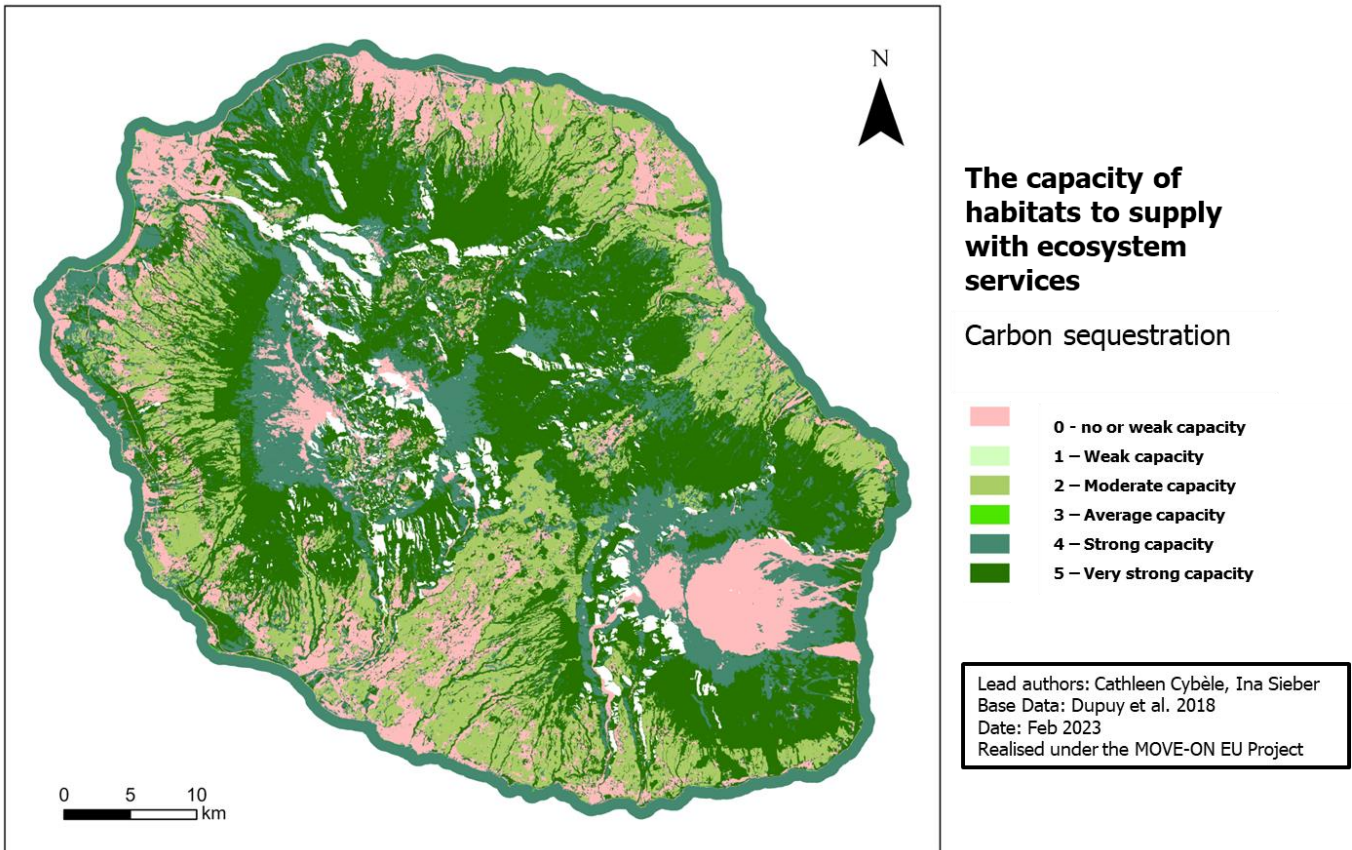 N
The capacity of
habitats to supply
with ecosystem
services
Carbon sequestration
0 - no or weak capacity
1 – Weak capacity
2 – Moderate capacity
3 – Average capacity
4 – Strong capacity
5 – Very strong capacity
Lead authors: Cathleen Cybèle, Ina Sieber
Base Data: Dupuy et al. 2018
Date: Feb 2023
Realised under the MOVE-ON EU Project
0 5 10
km